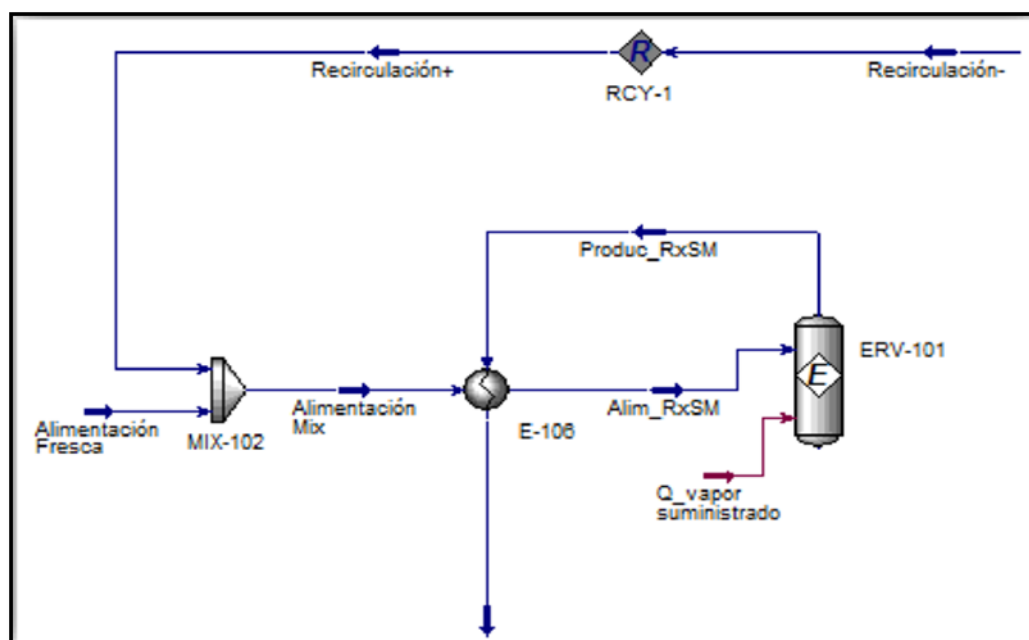 Recirculación+
R
RCY-1
Recirculación-
Produc_RxSM
ERV-101
E
Alimentación
Fresca
MIX-102
Alimentación
Mix
E-106
Alim_RxSM
Q_vapor
suministrado